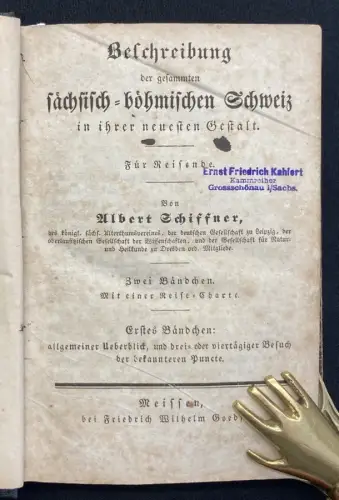 Beschreibung
der gesammten
sächsisch-böhmischen Schweiz
in ihrer neuesten Gestalt.
Für Reisende.
Ernst Friedrich Kahlert
Kammreiher
Grossschönau i/Sachs.
Von
Albert Schiffner,
des königl. sächs. Alterthumsvereines, der deutschen Gesellschaft zu Leipzig, der
oberlausitzischen Gesellschaft der Wissenschaften, und der Gesellschaft für Natur-
und Heilkunde zu Dresden ord. Mitgliede.
Zwei Bändchen.
Mit einer Reise-Charte.
Erstes Bändchen:
allgemeiner Ueberblick, und drei- oder viertägiger Besuch
der bekannteren Puncte.
Meissen,
bei Friedrich Wilhelm